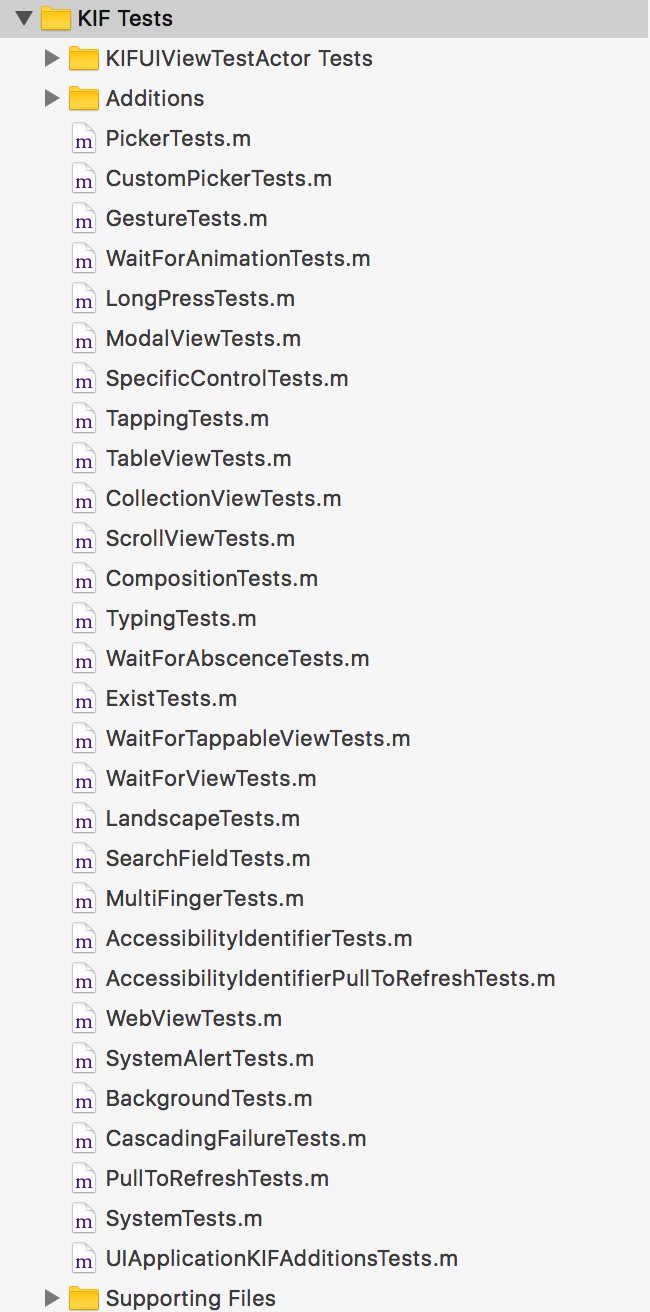 KIF Tests
KIFUIViewTestActor Tests
Additions
m PickerTests.m
m CustomPickerTests.m
m GestureTests.m
m WaitForAnimationTests.m
m LongPressTests.m
m ModalViewTests.m
m SpecificControlTests.m
m TappingTests.m
m TableViewTests.m
m CollectionViewTests.m
m ScrollViewTests.m
m CompositionTests.m
m TypingTests.m
m WaitForAbscenceTests.m
m ExistTests.m
m WaitForTappableViewTests.m
m WaitForViewTests.m
m LandscapeTests.m
m SearchFieldTests.m
m MultiFingerTests.m
m AccessibilityIdentifierTests.m
m AccessibilityIdentifierPullToRefreshTests.m
m WebViewTests.m
m SystemAlertTests.m
m BackgroundTests.m
m CascadingFailureTests.m
m PullToRefreshTests.m
m SystemTests.m
m UIApplicationKIFAdditionsTests.m
Supporting Files